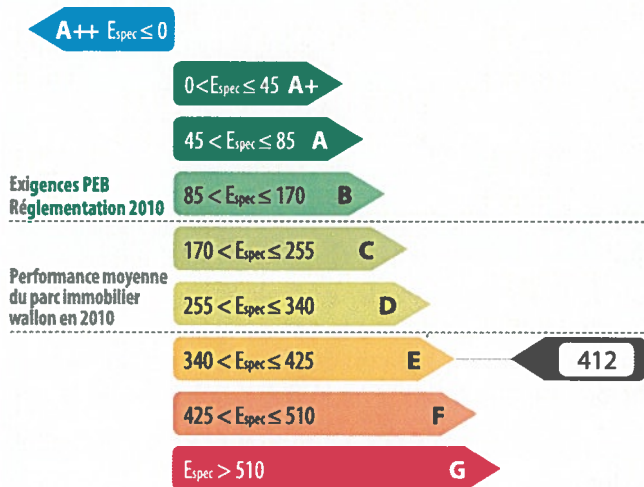 A++ Espec ≤ 0
0 < Espec ≤ 45 A+
45 < Espec ≤ 85 A
Exigences PEB
Réglementation 2010
85 < Espec ≤ 170 B
170 < Espec ≤ 255 C
Performance moyenne
du parc immobilier
wallon en 2010
255 < Espec ≤ 340 D
340 < Espec ≤ 425 E
412
425 < Espec ≤ 510 F
Espec > 510 G